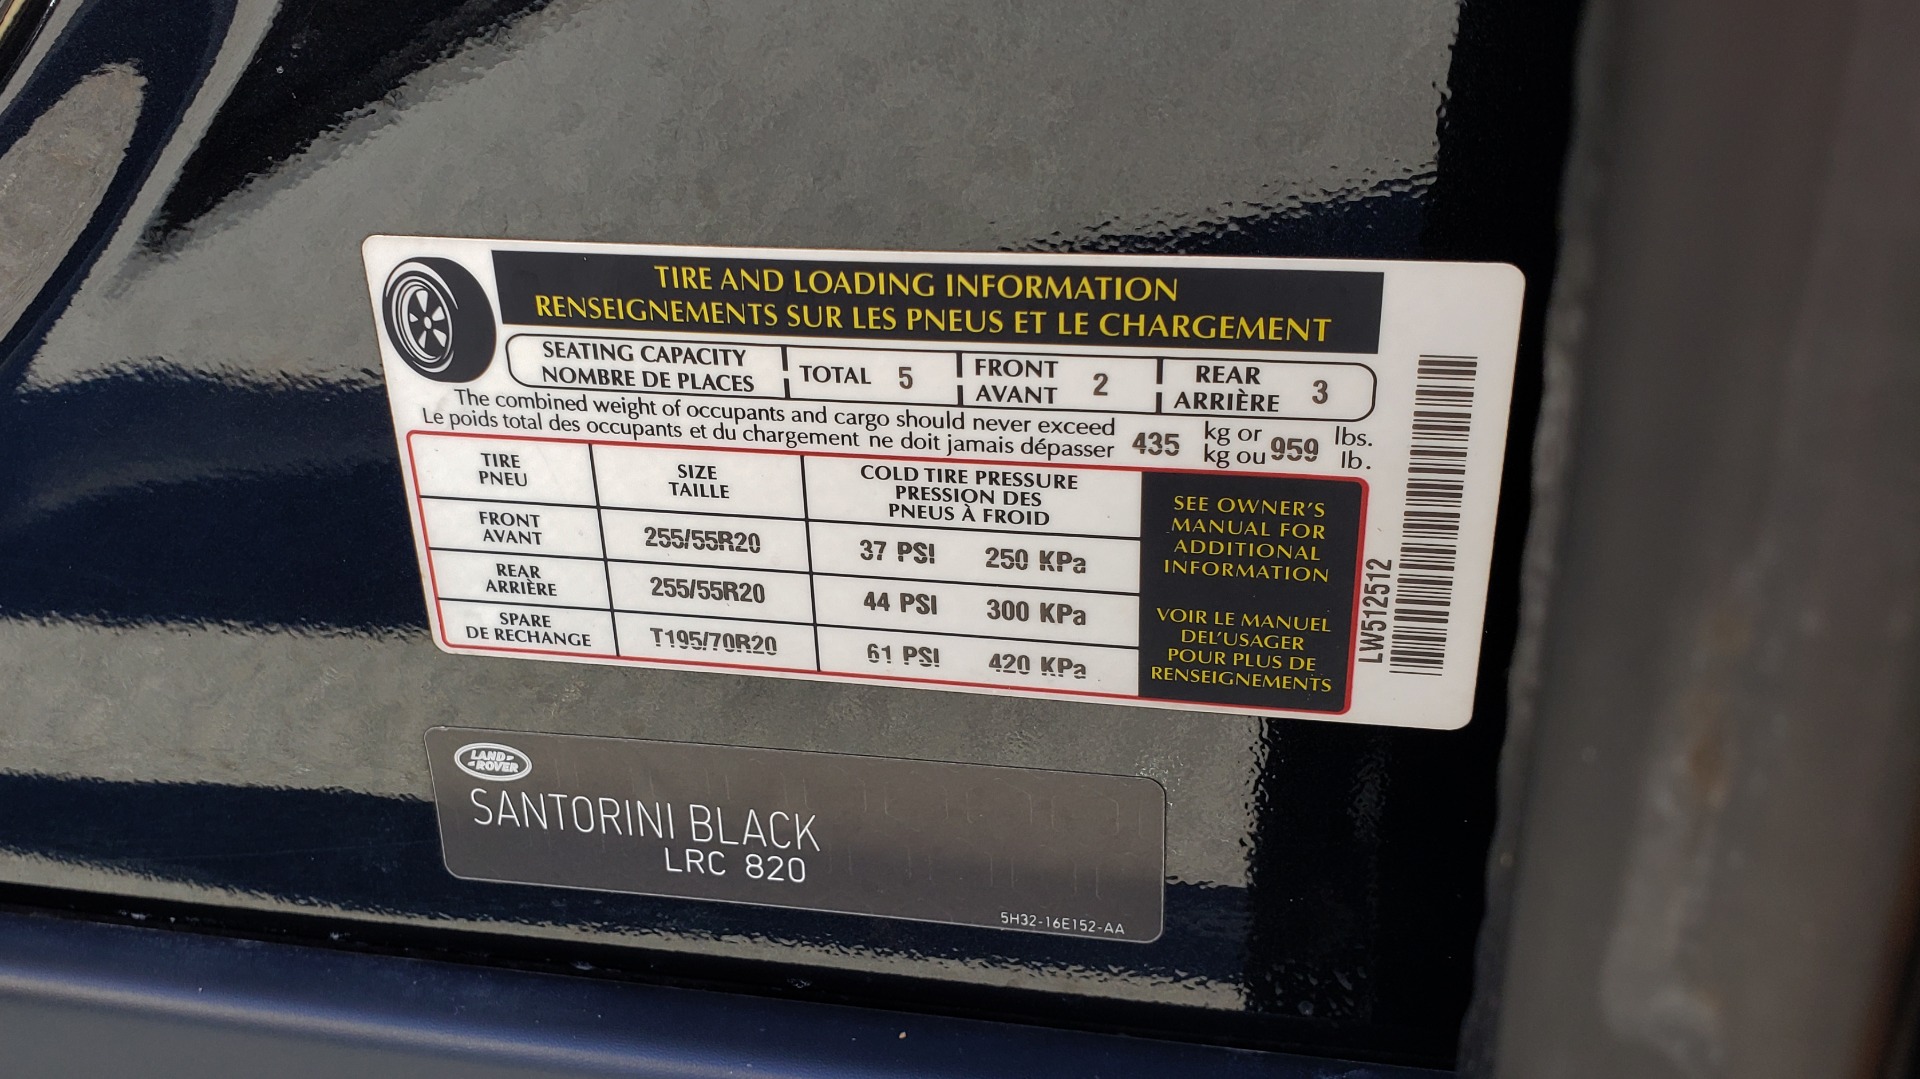 TIRE AND LOADING INFORMATION
RENSEIGNEMENTS SUR LES PNEUS ET LE CHARGEMENT
SEATING CAPACITY
NOMBRE DE PLACES
TOTAL 5
FRONT
AVANT
2
REAR
ARRIÈRE
3
The combined weight of occupants and cargo should never exceed
Le poids total des occupants et du chargement ne doit jamais dépasser
435
kg or
kg ou
959
lbs.
lb.
TIRE
PNEU
SIZE
TAILLE
COLD TIRE PRESSURE
PRESSION DES
PNEUS À FROID
FRONT
AVANT
255/55R20
37 PSI 250 KPa
REAR
ARRIÈRE
255/55R20
44 PSI 300 KPa
SPARE
DE RECHANGE
T195/70R20
61 PSI 420 KPa
SEE OWNER'S
MANUAL FOR
ADDITIONAL
INFORMATION
VOIR LE MANUEL
DEL'USAGER
POUR PLUS DE
RENSEIGNEMENTS
LW512512
LAND-
-ROVER
SANTORINI BLACK
LRC 820
5H32-16E152-AA